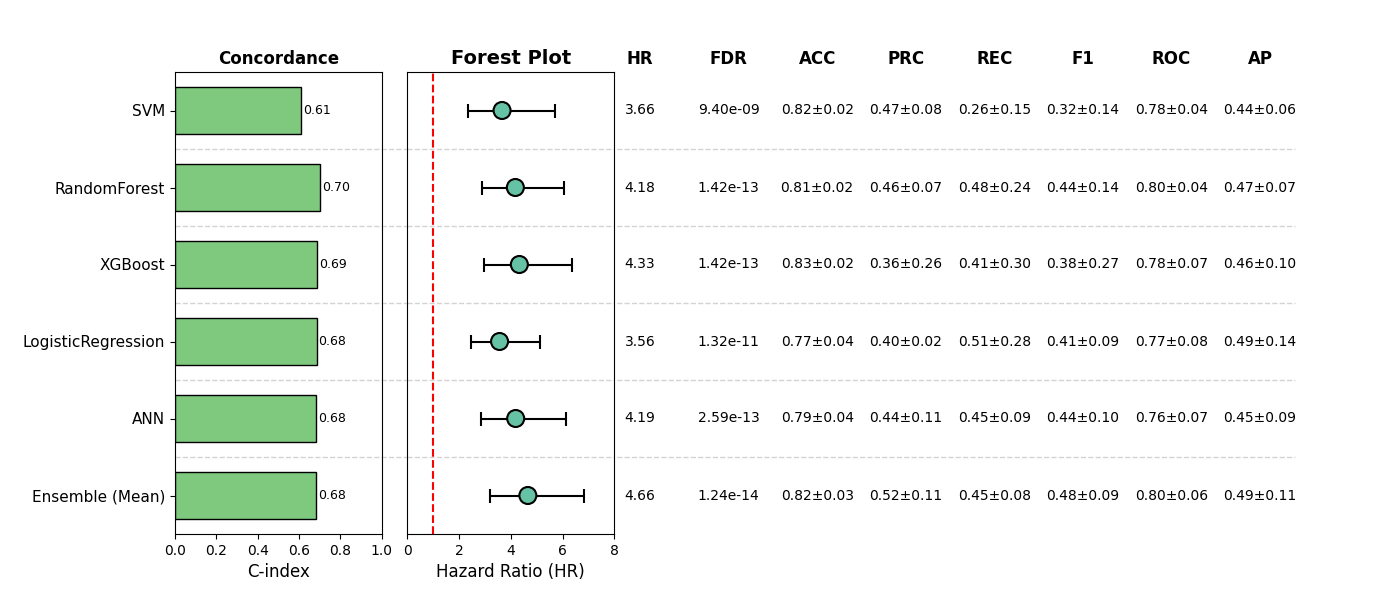 Concordance Forest Plot HR FDR ACC PRC REC F1 ROC AP
SVM 0.61 3.66 9.40e-09 0.82±0.02 0.47±0.08 0.26±0.15 0.32±0.14 0.78±0.04 0.44±0.06
RandomForest 0.70 4.18 1.42e-13 0.81±0.02 0.46±0.07 0.48±0.24 0.44±0.14 0.80±0.04 0.47±0.07
XGBoost 0.69 4.33 1.42e-13 0.83±0.02 0.36±0.26 0.41±0.30 0.38±0.27 0.78±0.07 0.46±0.10
LogisticRegression 0.68 3.56 1.32e-11 0.77±0.04 0.40±0.02 0.51±0.28 0.41±0.09 0.77±0.08 0.49±0.14
ANN 0.68 4.19 2.59e-13 0.79±0.04 0.44±0.11 0.45±0.09 0.44±0.10 0.76±0.07 0.45±0.09
Ensemble (Mean) 0.68 4.66 1.24e-14 0.82±0.03 0.52±0.11 0.45±0.08 0.48±0.09 0.80±0.06 0.49±0.11
0.0 0.2 0.4 0.6 0.8 1.0 0 2 4 6 8
C-index Hazard Ratio (HR)